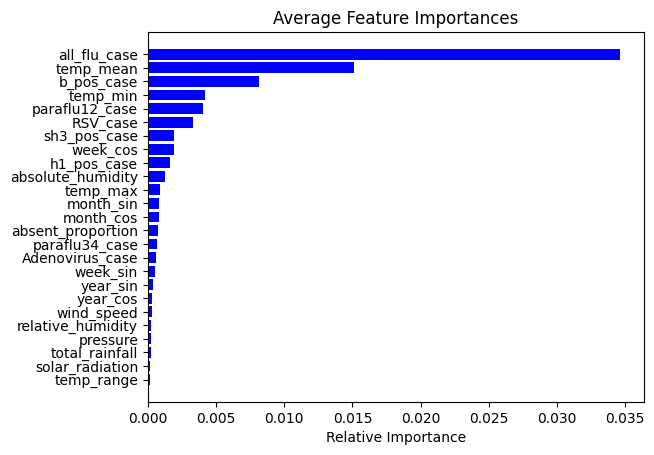 Average Feature Importances
all_flu_case
temp_mean
b_pos_case
temp_min
paraflu12_case
RSV_case
sh3_pos_case
week_cos
h1_pos_case
absolute_humidity
temp_max
month_sin
month_cos
absent_proportion
paraflu34_case
Adenovirus_case
week_sin
year_sin
year_cos
wind_speed
relative_humidity
pressure
total_rainfall
solar_radiation
temp_range
0.000 0.005 0.010 0.015 0.020 0.025 0.030 0.035
Relative Importance